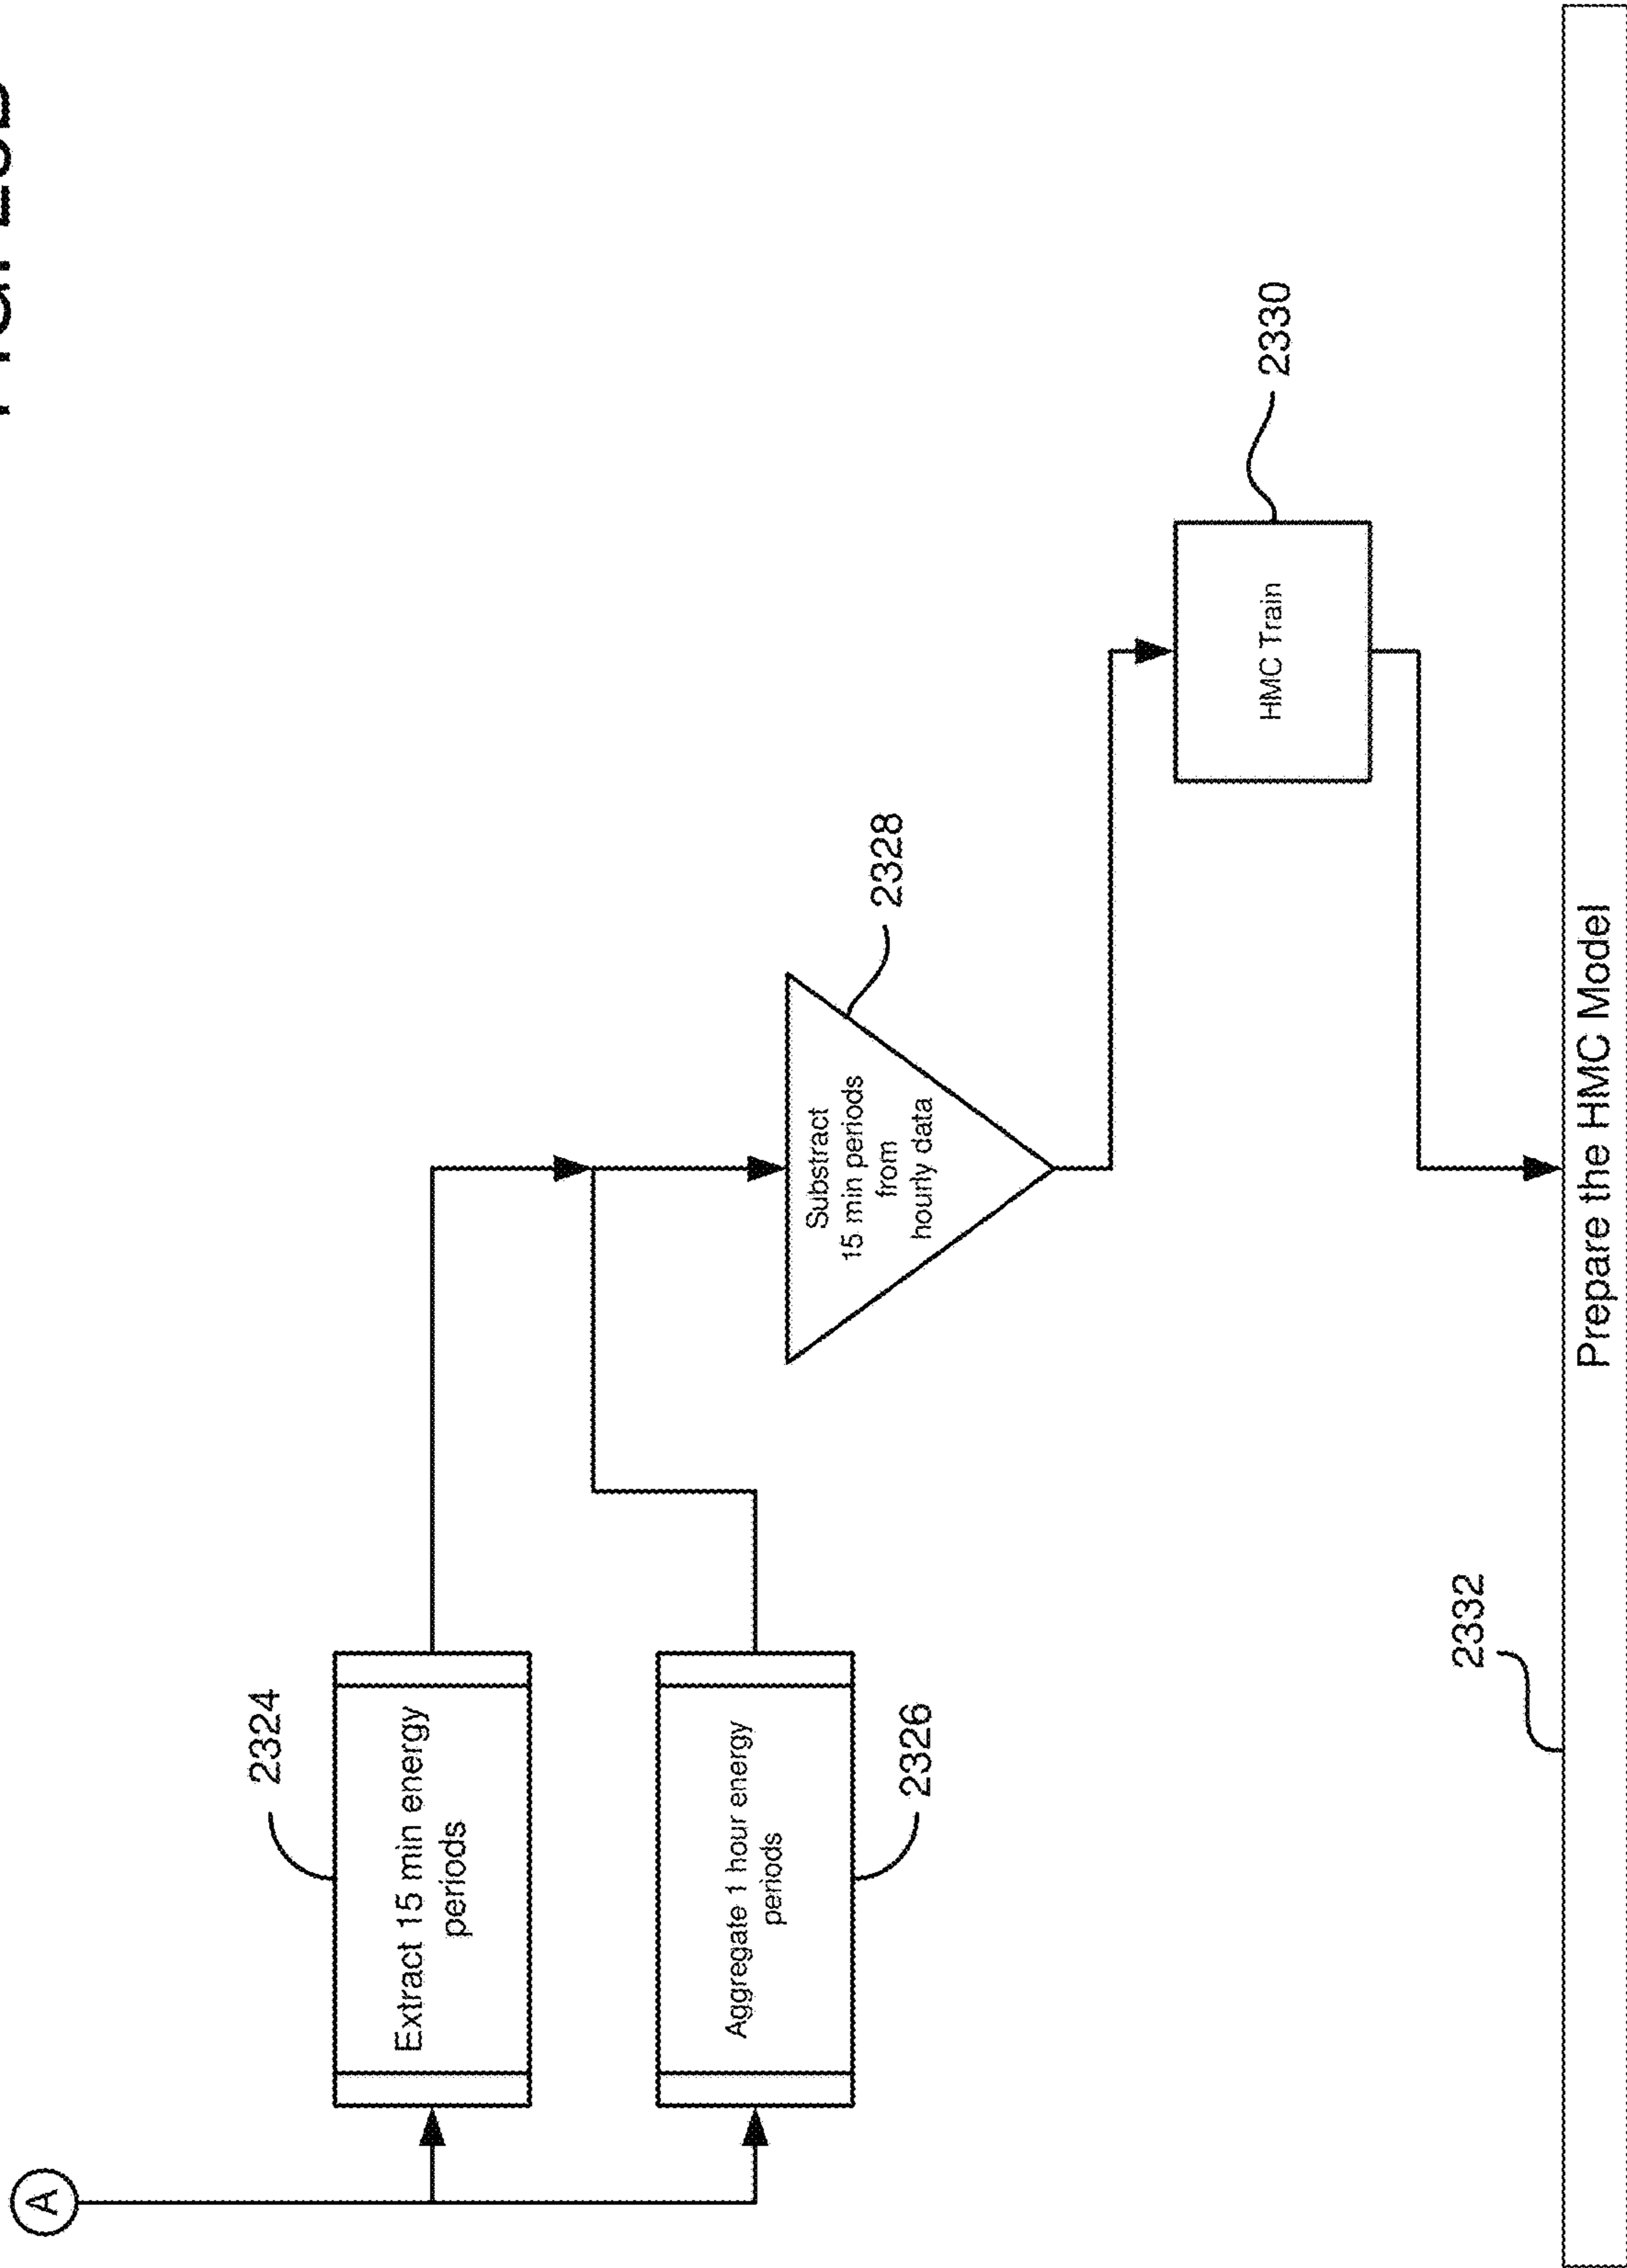 A
2324
Extract 15 min energy
periods
2326
Aggregate 1 hour energy
periods
2328
Substract
15 min periods
from
hourly data
2330
HMC Train
2332
Prepare the HMC Model